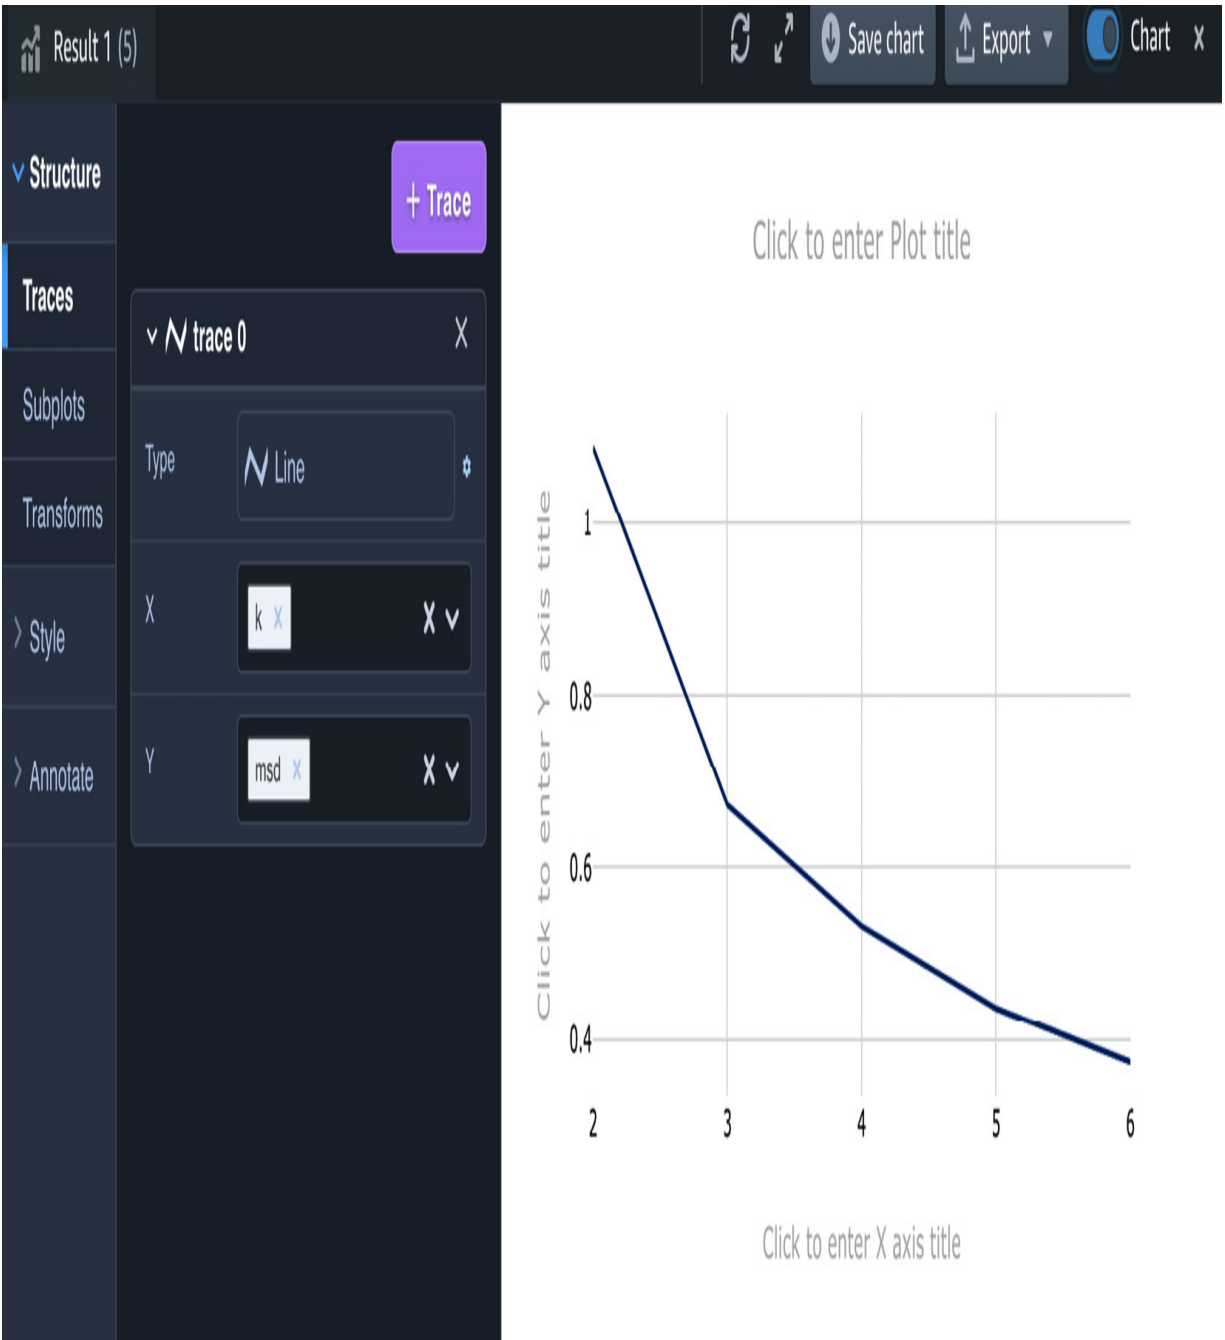 Result 1 (5)
Save chart
Export
Chart
Structure
Traces
Subplots
Transforms
Style
Annotate
+ Trace
trace 0
Type
Line
X
k
Y
msd
Click to enter Plot title
Click to enter Y axis title
1
0.8
0.6
0.4
2 3 4 5 6
Click to enter X axis title